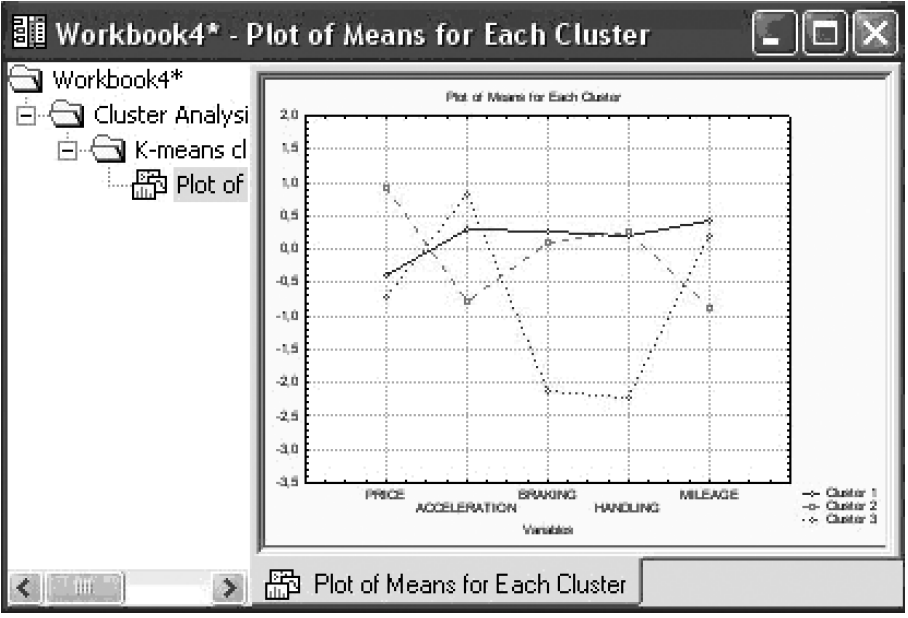 Workbook4* - Plot of Means for Each Cluster
Workbook4*
Cluster Analysi
K-means cl
Plot of
Plot of Means for Each Cluster
2,0
1,5
1,0
0,5
0,0
-0,5
-1,0
-1,5
-2,0
-2,5
-3,0
-3,5
PRICE
ACCELERATION
BRAKING
HANDLING
MILEAGE
Variables
Cluster 1
Cluster 2
Cluster 3
Plot of Means for Each Cluster